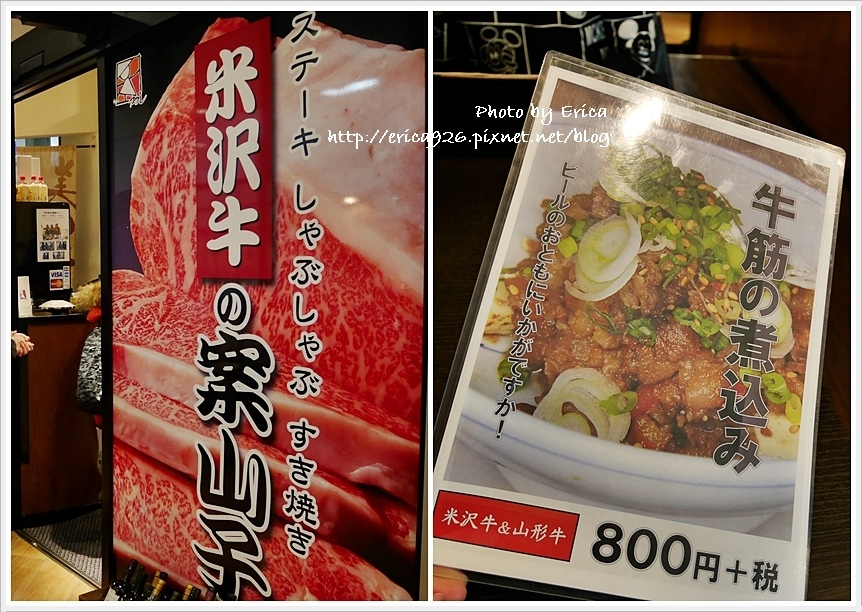 米沢牛の案山子
ステーキ しゃぶしゃぶ すき焼き
VISA
Photo by Erica
http://erica926.pixnet.net/blog
牛筋の煮込み
ビールのおともにいかがですか!
米沢牛&山形牛
800円+税